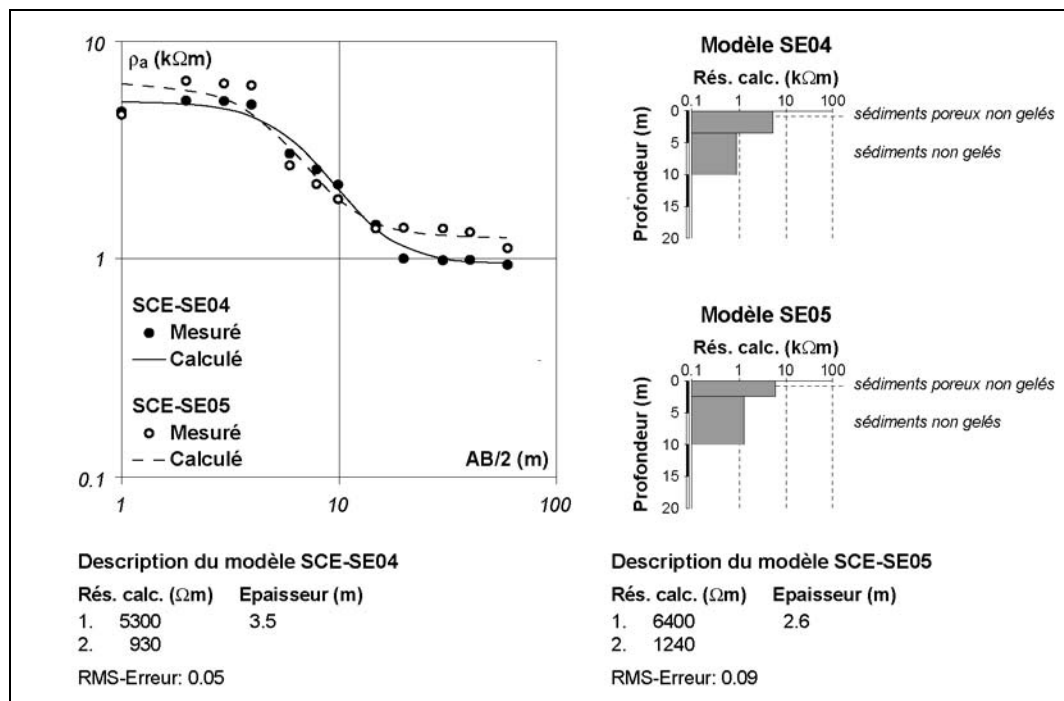 10
ρa (kΩm)
1
0.1
SCE-SE04
Mesuré
Calculé
SCE-SE05
Mesuré
Calculé
AB/2 (m)
1
10
100
Modèle SE04
Rés. calc. (kΩm)
0.1 1 10 100
Profondeur (m)
0
5
10
15
20
sédiments poreux non gelés
sédiments non gelés
Modèle SE05
Rés. calc. (kΩm)
0.1 1 10 100
Profondeur (m)
0
5
10
15
20
sédiments poreux non gelés
sédiments non gelés
Description du modèle SCE-SE04
Rés. calc. (Ωm) Epaisseur (m)
1. 5300 3.5
2. 930
RMS-Erreur: 0.05
Description du modèle SCE-SE05
Rés. calc. (Ωm) Epaisseur (m)
1. 6400 2.6
2. 1240
RMS-Erreur: 0.09